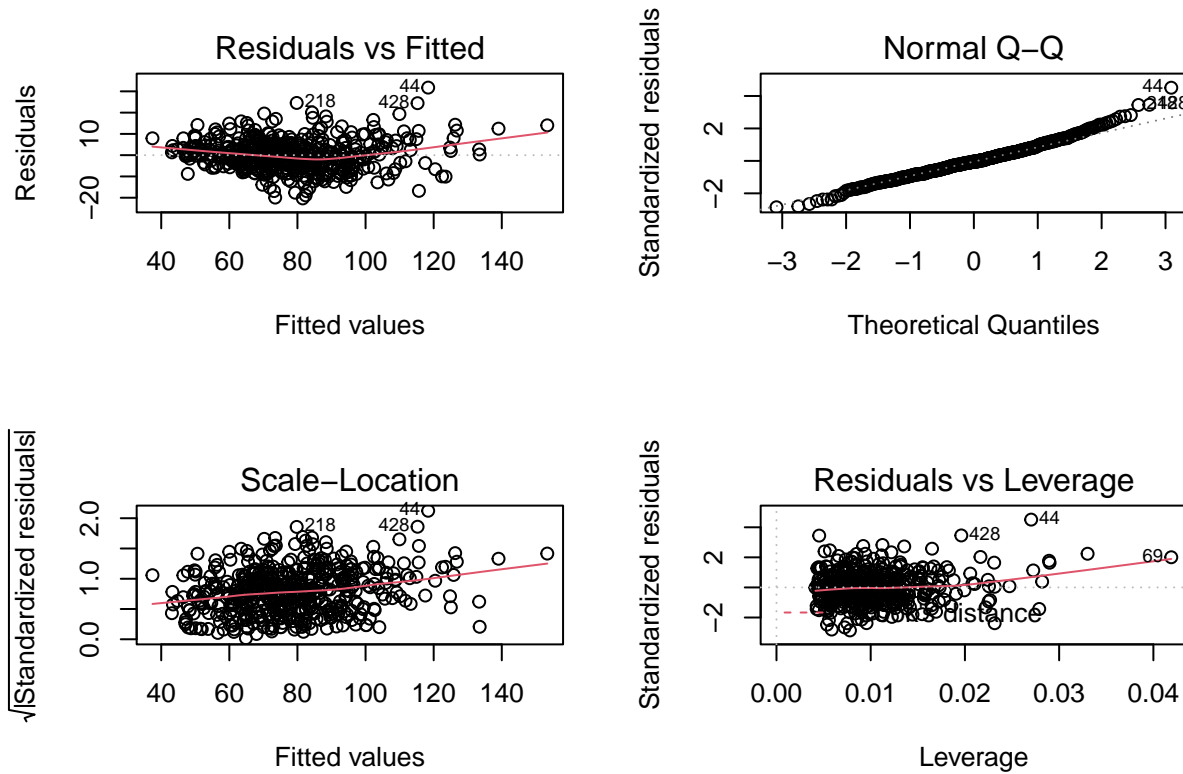 Residuals vs Fitted
Residuals
10
−20
44
218
428
40 60 80 100 120 140
Fitted values
Normal Q−Q
Standardized residuals
2
−2
44
428
−3 −2 −1 0 1 2 3
Theoretical Quantiles
Scale−Location
√|Standardized residuals|
2.0
1.0
0.0
44
218
428
40 60 80 100 120 140
Fitted values
Residuals vs Leverage
Standardized residuals
2
−2
44
428
69
distance
0.00 0.01 0.02 0.03 0.04
Leverage